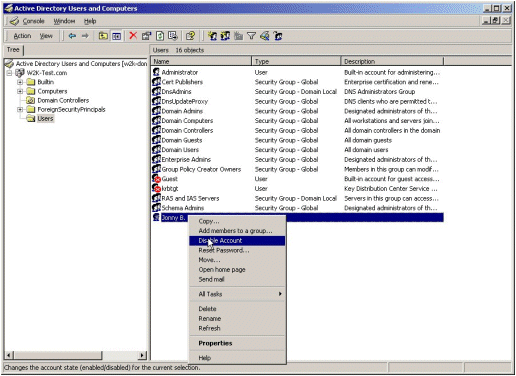 Active Directory Users and Computers
Console Window Help
Action View
Tree
Users 16 objects
Active Directory Users and Computers [w2k-don
W2K-Test.com
Builtin
Computers
Domain Controllers
ForeignSecurityPrincipals
Users
Name Type Description
Administrator User Built-in account for administering...
Cert Publishers Security Group - Global Enterprise certification and rene...
DnsAdmins Security Group - Domain Local DNS Administrators Group
DnsUpdateProxy Security Group - Global DNS clients who are permitted t...
Domain Admins Security Group - Global Designated administrators of th...
Domain Computers Security Group - Global All workstations and servers join...
Domain Controllers Security Group - Global All domain controllers in the domain
Domain Guests Security Group - Global All domain guests
Domain Users Security Group - Global All domain users
Enterprise Admins Security Group - Global Designated administrators of th...
Group Policy Creator Owners Security Group - Global Members in this group can modif...
Guest User Built-in account for guest access...
krbtgt User Key Distribution Center Service ...
RAS and IAS Servers Security Group - Domain Local Servers in this group can access...
Schema Admins Security Group - Global Designated administrators of th...
Jonny B.
Copy...
Add members to a group...
Disable Account
Reset Password...
Move...
Open home page
Send mail
All Tasks
Delete
Rename
Refresh
Properties
Help
Changes the account state (enabled/disabled) for the current selection.